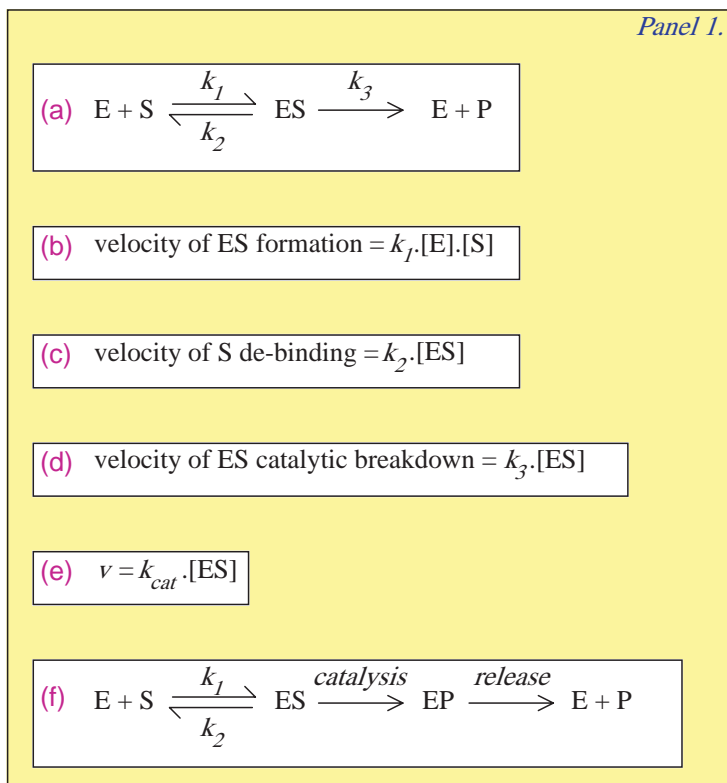 Panel 1.
k1 k3
(a) E + S ES E + P
k2
(b) velocity of ES formation = k1.[E].[S]
(c) velocity of S de-binding = k2.[ES]
(d) velocity of ES catalytic breakdown = k3.[ES]
(e) v = kcat.[ES]
k1 catalysis release
(f) E + S ES EP E + P
k2